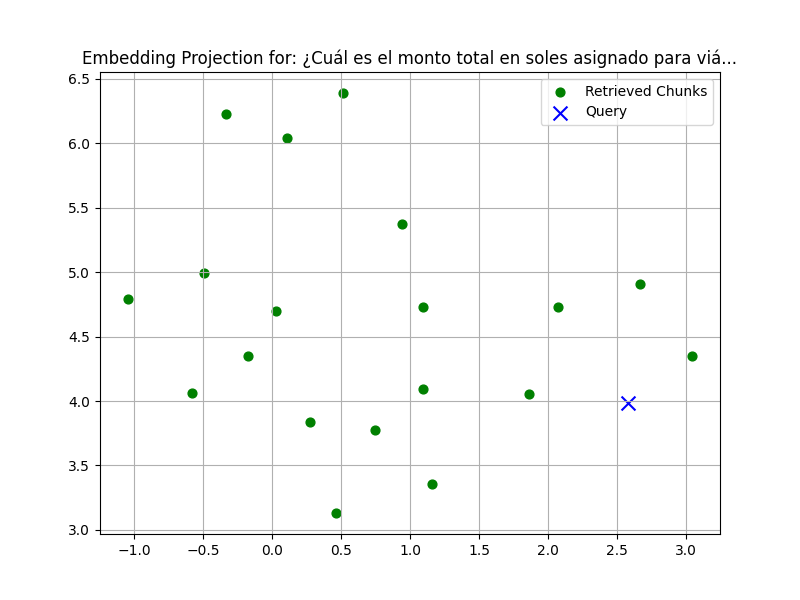 Embedding Projection for: ¿Cuál es el monto total en soles asignado para viá...
Retrieved Chunks
Query
6.5
6.0
5.5
5.0
4.5
4.0
3.5
3.0
−1.0 −0.5 0.0 0.5 1.0 1.5 2.0 2.5 3.0